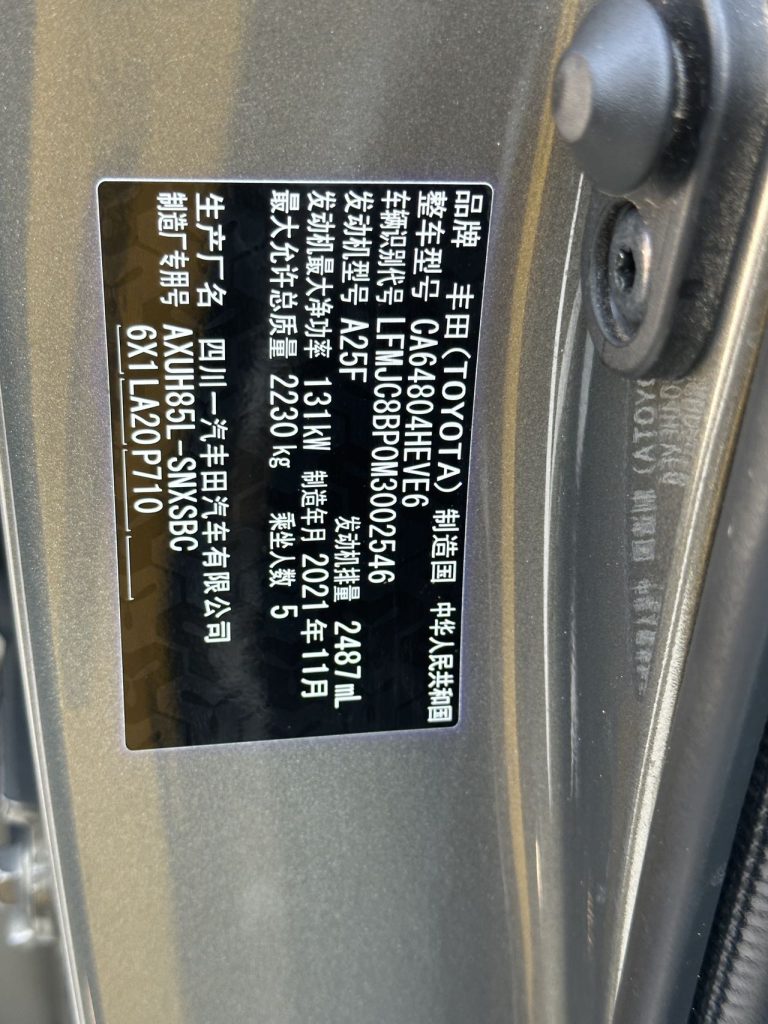 品牌 丰田(TOYOTA) 制造国 中华人民共和国
整车型号 CA64804HEVE6
车辆识别代号 LFMJC8BP0M3002546
发动机型号 A25F 发动机排量 2487mL
发动机最大净功率 131kW 制造年月 2021年11月
最大允许总质量 2230kg 乘坐人数 5
生产厂名 四川一汽丰田汽车有限公司
制造厂专用号 AXUH85L-SNXSBC
6X1LA20P710